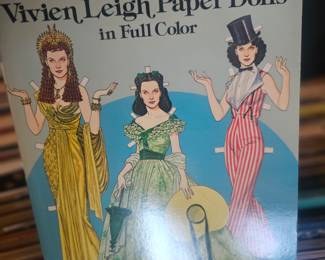 Vivien Leigh Paper Dolls
in Full Color